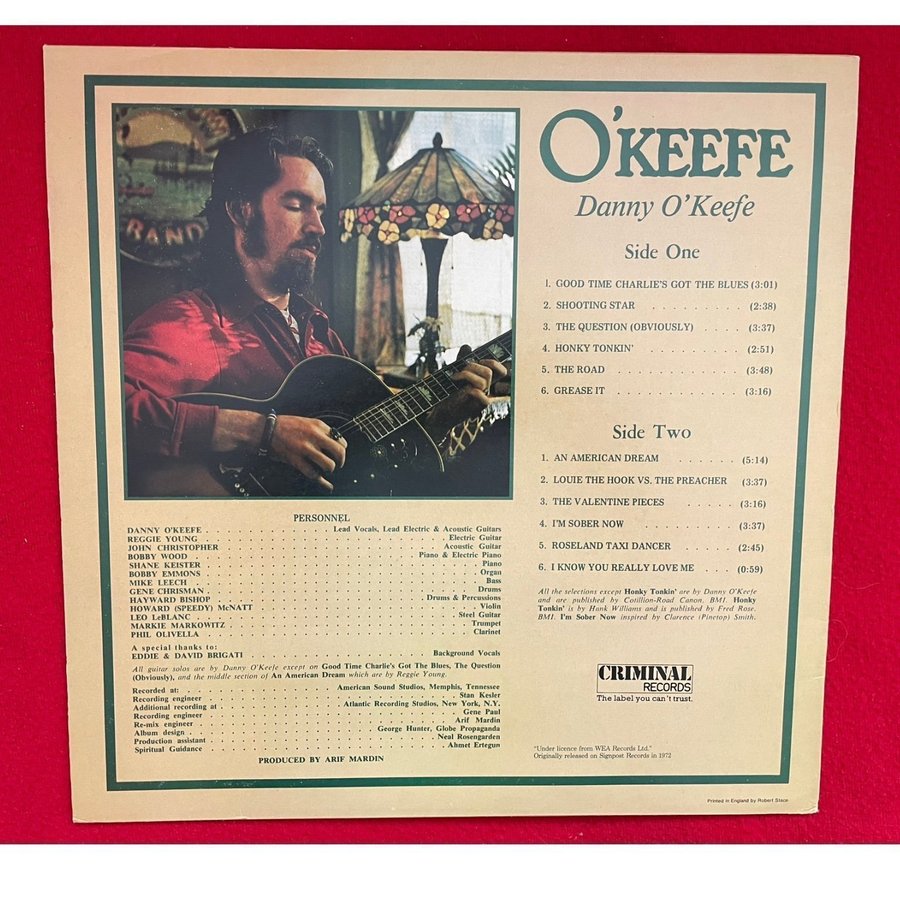 RAND
O'KEEFE
Danny O'Keefe
Side One
1. GOOD TIME CHARLIE'S GOT THE BLUES (3:01)
2. SHOOTING STAR . . . . . . . . (2:38)
3. THE QUESTION (OBVIOUSLY) . . . . (3:37)
4. HONKY TONKIN' . . . . . . . . . (2:51)
5. THE ROAD . . . . . . . . . . . (3:48)
6. GREASE IT . . . . . . . . . . . (3:16)
Side Two
1. AN AMERICAN DREAM . . . . . . (5:14)
2. LOUIE THE HOOK VS. THE PREACHER (3:37)
3. THE VALENTINE PIECES . . . . . (3:16)
4. I'M SOBER NOW . . . . . . . . (3:37)
5. ROSELAND TAXI DANCER . . . . (2:45)
6. I KNOW YOU REALLY LOVE ME . . . (0:59)
All the selections except Honky Tonkin' are by Danny O'Keefe
and are published by Cotillion-Road Canon. BMI. Honky
Tonkin' is by Hank Williams and is published by Fred Rose.
BMI. I'm Sober Now inspired by Clarence (Pinetop) Smith.
CRIMINAL
RECORDS
The label you can't trust.
"Under licence from WEA Records Ltd."
Originally released on Signpost Records in 1972
Printed in England by Robert Stace
PERSONNEL
DANNY O'KEEFE . . . . Lead Vocals, Lead Electric & Acoustic Guitars
REGGIE YOUNG . . . . Electric Guitar
JOHN CHRISTOPHER . . . . Acoustic Guitar
BOBBY WOOD . . . . Piano & Electric Piano
SHANE KEISTER . . . . Piano
BOBBY EMMONS . . . . Organ
MIKE LEECH . . . . Bass
GENE CHRISMAN . . . . Drums
HAYWARD BISHOP . . . . Drums & Percussions
HOWARD (SPEEDY) McNATT . . . . Violin
LEO LeBLANC . . . . Steel Guitar
MARKIE MARKOWITZ . . . . Trumpet
PHIL OLIVELLA . . . . Clarinet
A special thanks to:
EDDIE & DAVID BRIGATI . . . . Background Vocals
All guitar solos are by Danny O'Keefe except on Good Time Charlie's Got The Blues, The Question
(Obviously), and the middle section of An American Dream which are by Reggie Young.
Recorded at: . . . . American Sound Studios, Memphis, Tennessee
Recording engineer . . . . Stan Kesler
Additional recording at . . . . Atlantic Recording Studios, New York, N.Y.
Recording engineer . . . . Gene Paul
Re-mix engineer . . . . Arif Mardin
Album design . . . . George Hunter, Globe Propaganda
Production assistant . . . . Neal Rosengarden
Spiritual Guidance . . . . Ahmet Ertegun
PRODUCED BY ARIF MARDIN